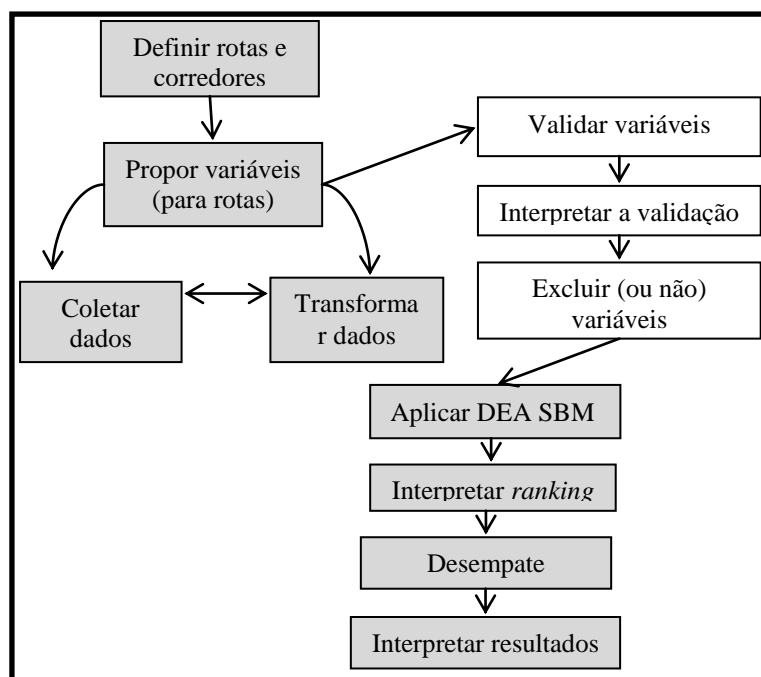 Definir rotas e
corredores
Propor variáveis
(para rotas)
Coletar
dados
Transforma
r dados
Validar variáveis
Interpretar a validação
Excluir (ou não)
variáveis
Aplicar DEA SBM
Interpretar ranking
Desempate
Interpretar resultados